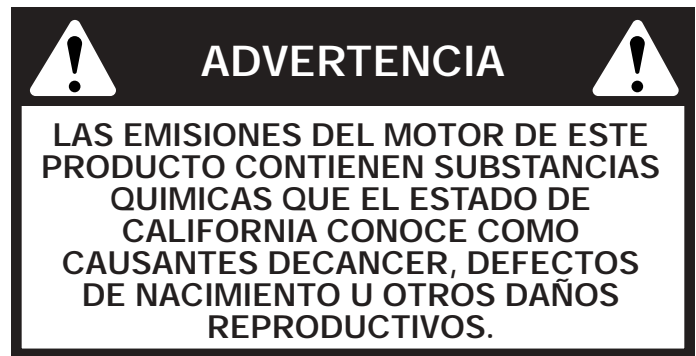 ADVERTENCIA
LAS EMISIONES DEL MOTOR DE ESTE
PRODUCTO CONTIENEN SUBSTANCIAS
QUIMICAS QUE EL ESTADO DE
CALIFORNIA CONOCE COMO
CAUSANTES DECANCER, DEFECTOS
DE NACIMIENTO U OTROS DAÑOS
REPRODUCTIVOS.